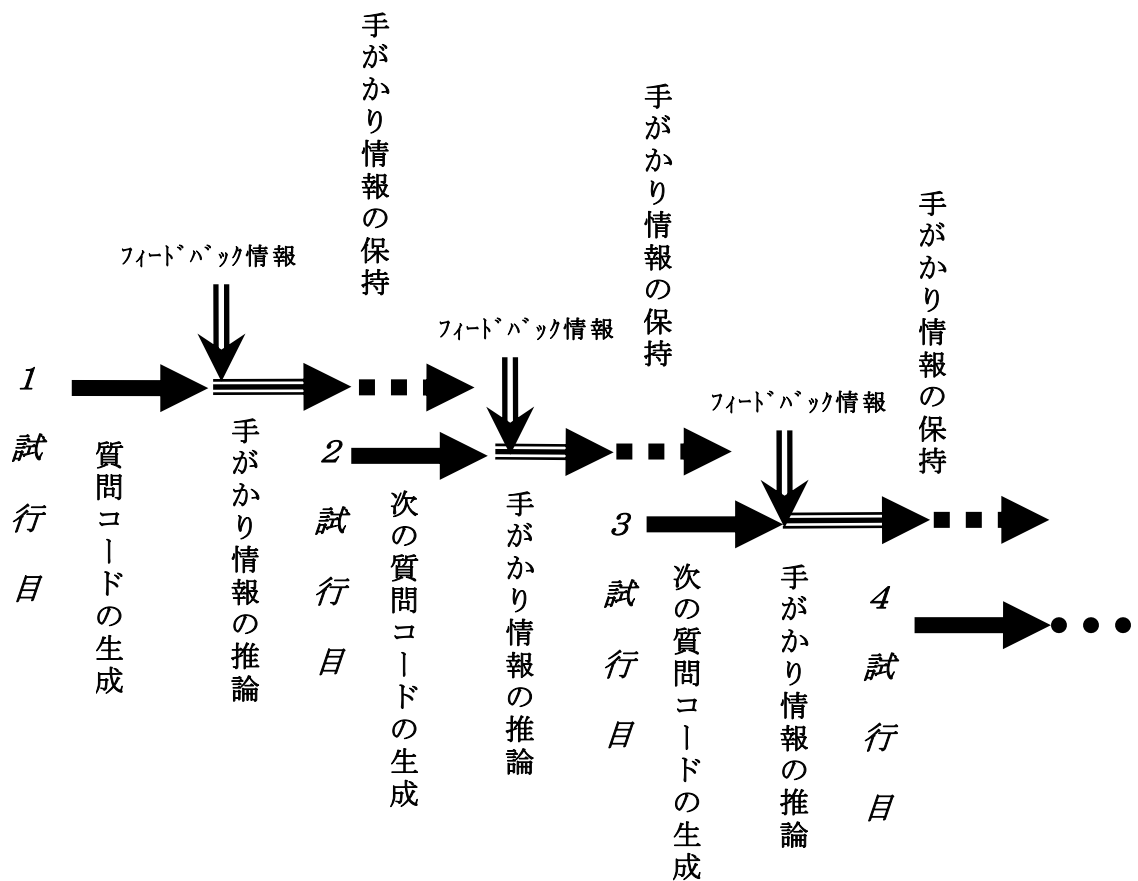 1試行目
質問コードの生成
フィードバック情報
手がかり情報の推論
手がかり情報の保持
2試行目
次の質問コードの生成
フィードバック情報
手がかり情報の推論
手がかり情報の保持
3試行目
次の質問コードの生成
フィードバック情報
手がかり情報の推論
手がかり情報の保持
4試行目